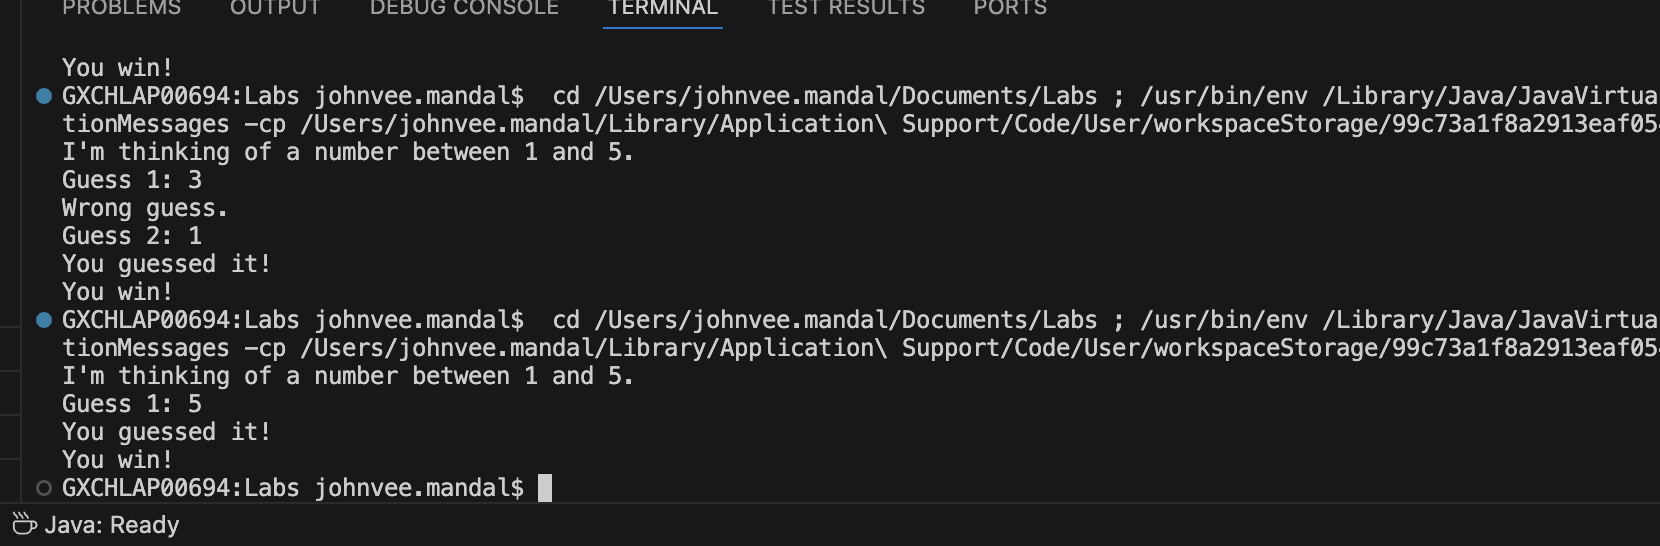 PROBLEMS OUTPUT DEBUG CONSOLE TERMINAL TEST RESULTS PORTS
You win!
GXCHLAP00694:Labs johnvee.mandal$  cd /Users/johnvee.mandal/Documents/Labs ; /usr/bin/env /Library/Java/JavaVirtua
tionMessages -cp /Users/johnvee.mandal/Library/Application\ Support/Code/User/workspaceStorage/99c73a1f8a2913eaf054
I'm thinking of a number between 1 and 5.
Guess 1: 3
Wrong guess.
Guess 2: 1
You guessed it!
You win!
GXCHLAP00694:Labs johnvee.mandal$  cd /Users/johnvee.mandal/Documents/Labs ; /usr/bin/env /Library/Java/JavaVirtua
tionMessages -cp /Users/johnvee.mandal/Library/Application\ Support/Code/User/workspaceStorage/99c73a1f8a2913eaf054
I'm thinking of a number between 1 and 5.
Guess 1: 5
You guessed it!
You win!
GXCHLAP00694:Labs johnvee.mandal$
Java: Ready